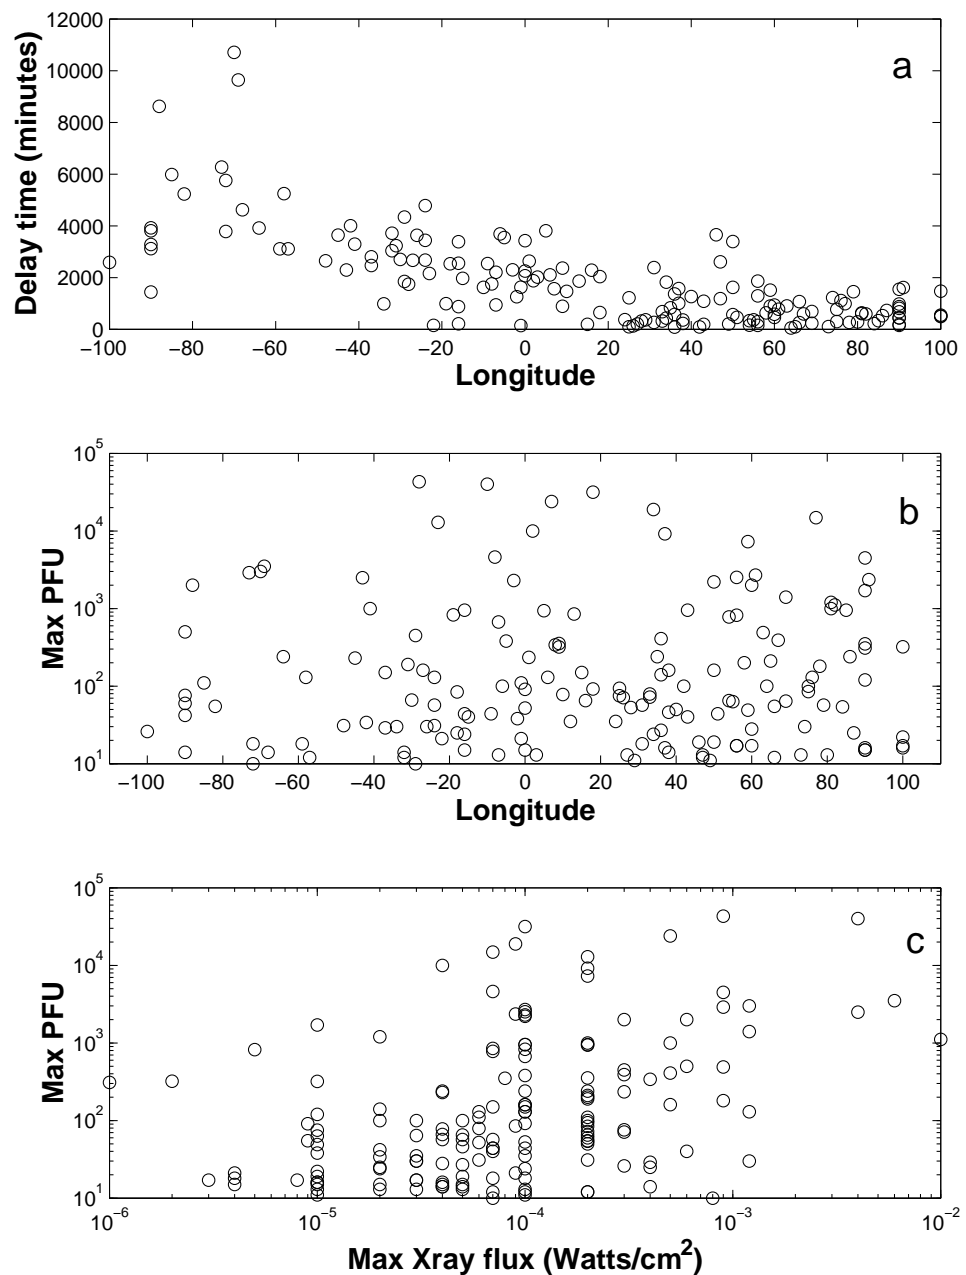 12000
10000
8000
6000
4000
2000
0
Delay time (minutes)
a
−100 −80 −60 −40 −20 0 20 40 60 80 100
Longitude
10^5
10^4
10^3
10^2
10^1
Max PFU
b
−100 −80 −60 −40 −20 0 20 40 60 80 100
Longitude
10^5
10^4
10^3
10^2
10^1
Max PFU
c
10^−6 10^−5 10^−4 10^−3 10^−2
Max Xray flux (Watts/cm^2)